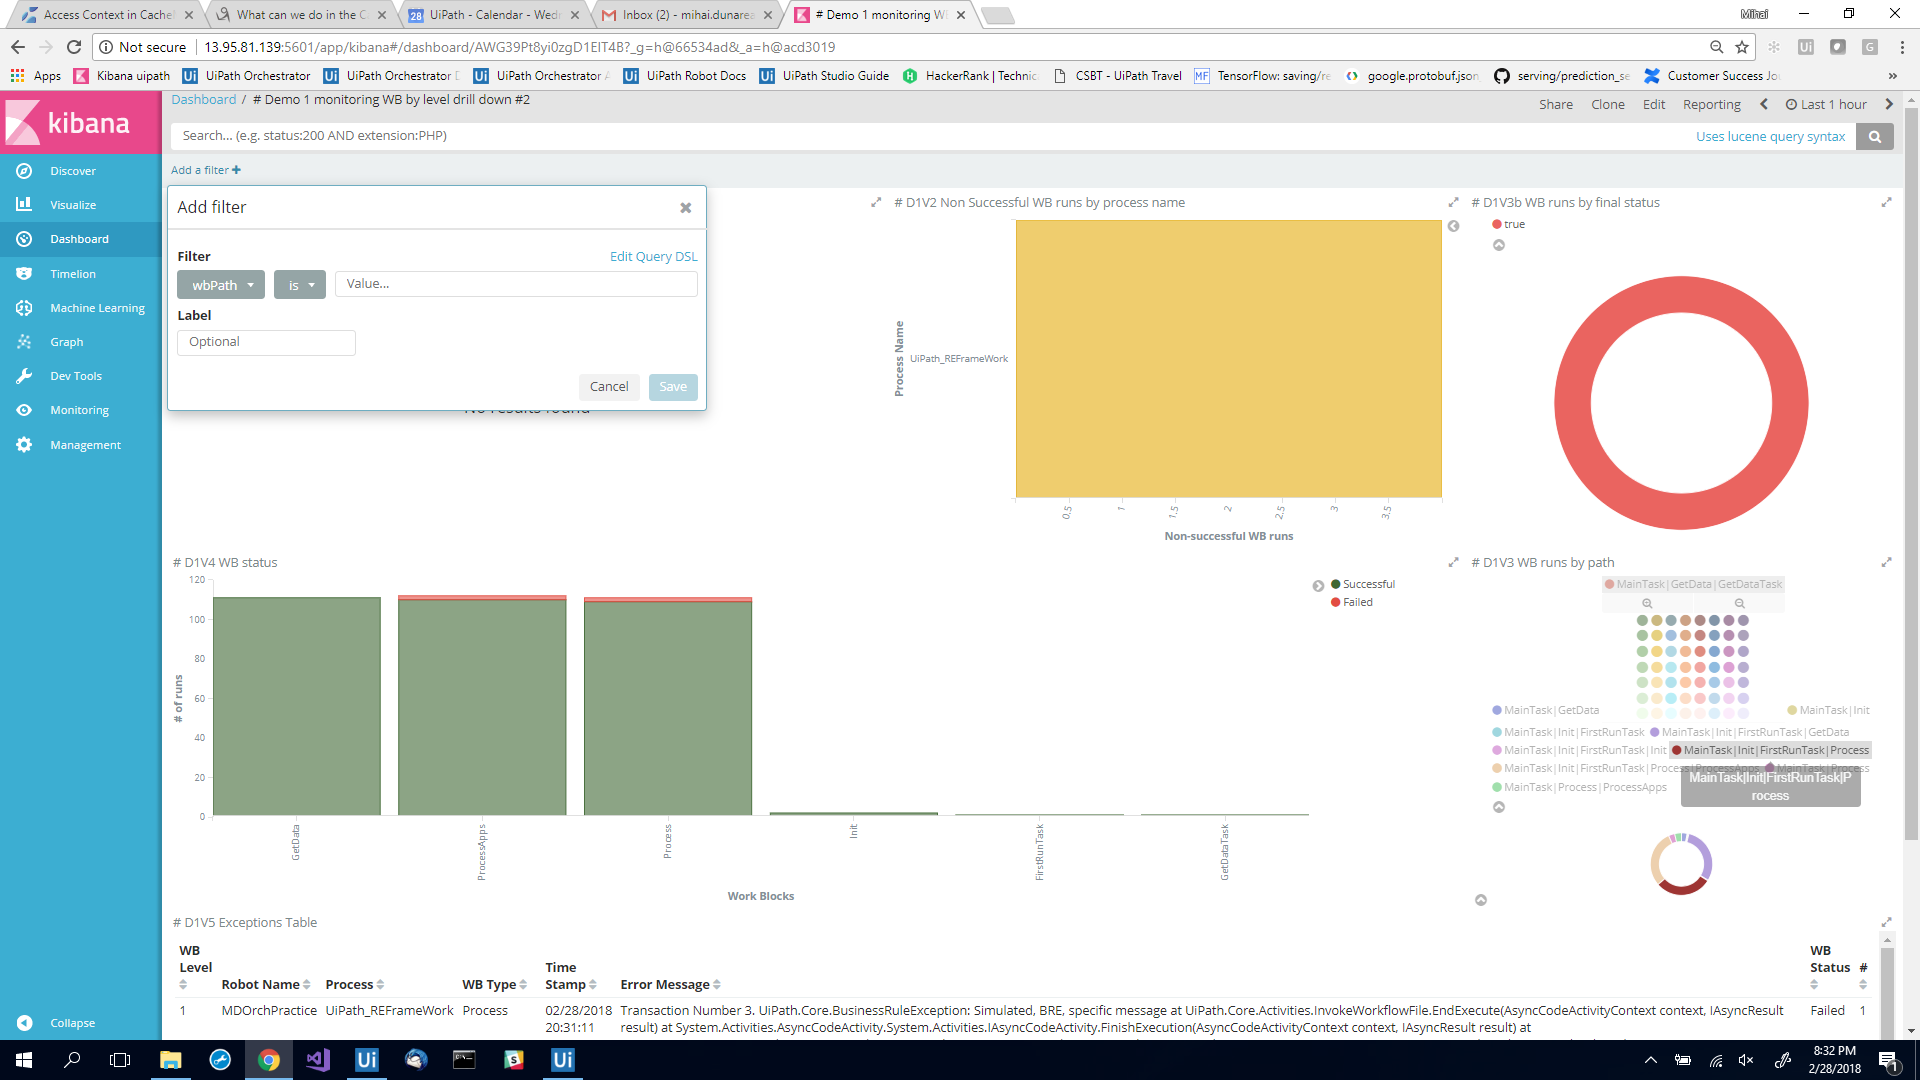 Access Context in Cachel
What can we do in the C
UiPath - Calendar - Wedn
Inbox (2) - mihai.dunarea
# Demo 1 monitoring W
Mihai
Not secure
13.95.81.139:5601/app/kibana#/dashboard/AWG39Pt8yi0zgD1EIT4B?_g=h@66534ad&_a=h@acd3019
Apps
Kibana uipath
UiPath Orchestrator
UiPath Orchestrator D
UiPath Orchestrator A
UiPath Robot Docs
UiPath Studio Guide
HackerRank | Technic
CSBT - UiPath Travel
TensorFlow: saving/re
google.protobuf.json
serving/prediction_se
Customer Success Jou
kibana
Dashboard / # Demo 1 monitoring WB by level drill down #2
Share Clone Edit Reporting Last 1 hour
Search... (e.g. status:200 AND extension:PHP)
Uses lucene query syntax
Add a filter +
Discover
Visualize
Dashboard
Timelion
Machine Learning
Graph
Dev Tools
Monitoring
Management
Collapse
Add filter
Filter
Edit Query DSL
wbPath
is
Value...
Label
Optional
Cancel
Save
No results found
# D1V2 Non Successful WB runs by process name
Process Name
UiPath_REFrameWork
0.5
1
1.5
2
2.5
3
3.5
Non-successful WB runs
# D1V3b WB runs by final status
true
# D1V4 WB status
120
100
80
60
40
20
0
# of runs
GetData
ProcessApps
Process
Init
FirstRunTask
GetDataTask
Work Blocks
Successful
Failed
# D1V3 WB runs by path
MainTask|GetData|GetDataTask
MainTask|GetData
MainTask|Init
MainTask|Init|FirstRunTask
MainTask|Init|FirstRunTask|GetData
MainTask|Init|FirstRunTask|Init
MainTask|Init|FirstRunTask|Process
MainTask|Init|FirstRunTask|Process|ProcessApps
MainTask|Process
MainTask|Process|ProcessApps
MainTask|Init|FirstRunTask|P
rocess
# D1V5 Exceptions Table
WB Level
Robot Name
Process
WB Type
Time Stamp
Error Message
WB Status
#
1
MDOrchPractice
UiPath_REFrameWork
Process
02/28/2018
20:31:11
Transaction Number 3. UiPath.Core.BusinessRuleException: Simulated, BRE, specific message at UiPath.Core.Activities.InvokeWorkflowFile.EndExecute(AsyncCodeActivityContext context, IAsyncResult
result) at System.Activities.AsyncCodeActivity.System.Activities.IAsyncCodeActivity.FinishExecution(AsyncCodeActivityContext context, IAsyncResult result) at
Failed
1
8:32 PM
2/28/2018
1